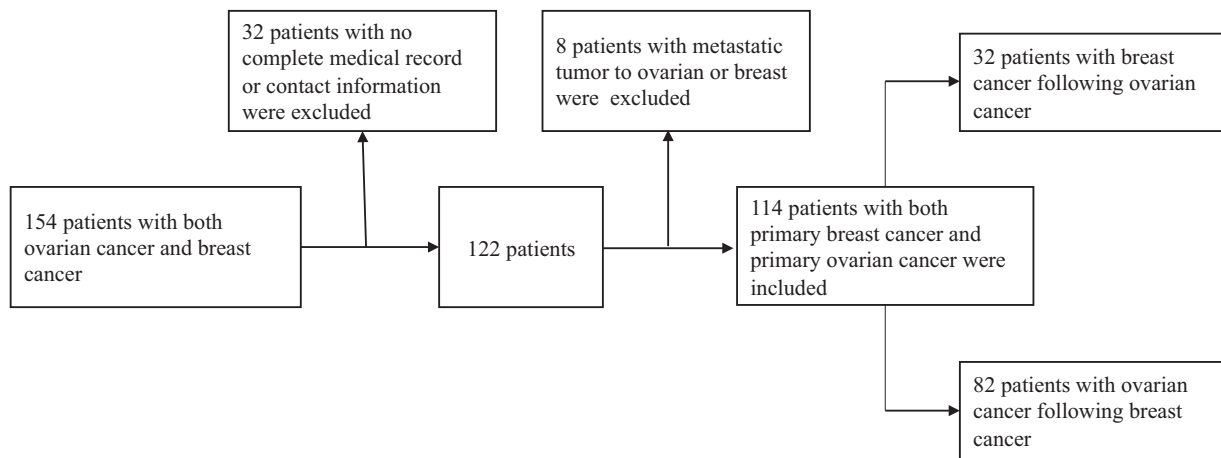 32 patients with no
complete medical record
or contact information
were excluded
8 patients with metastatic
tumor to ovarian or breast
were excluded
32 patients with breast
cancer following ovarian
cancer
154 patients with both
ovarian cancer and breast
cancer
122 patients
114 patients with both
primary breast cancer and
primary ovarian cancer were
included
82 patients with ovarian
cancer following breast
cancer